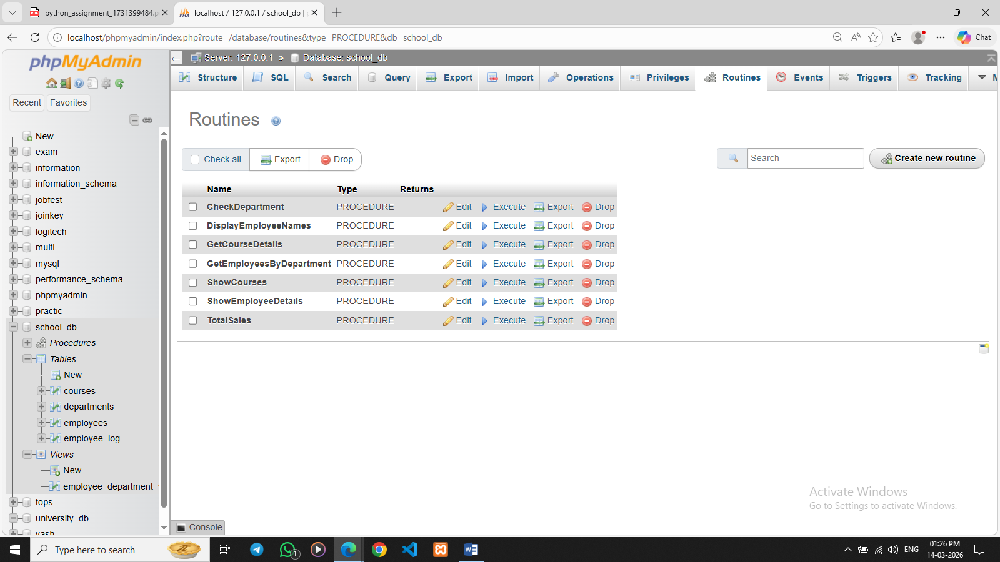 python_assignment_1731399484.p
localhost / 127.0.0.1 / school_db |
localhost/phpmyadmin/index.php?route=/database/routines&type=PROCEDURE&db=school_db
Chat
phpMyAdmin
Recent
Favorites
New
exam
information
information_schema
jobfest
joinkey
logitech
multi
mysql
performance_schema
phpmyadmin
practic
school_db
Procedures
Tables
New
courses
departments
employees
employee_log
Views
New
employee_department_v
tops
university_db
yash
Server: 127.0.0.1 » Database: school_db
Structure SQL Search Query Export Import Operations Privileges Routines Events Triggers Tracking M
Routines
Check all Export Drop
Search
Create new routine
Name Type Returns
CheckDepartment PROCEDURE Edit Execute Export Drop
DisplayEmployeeNames PROCEDURE Edit Execute Export Drop
GetCourseDetails PROCEDURE Edit Execute Export Drop
GetEmployeesByDepartment PROCEDURE Edit Execute Export Drop
ShowCourses PROCEDURE Edit Execute Export Drop
ShowEmployeeDetails PROCEDURE Edit Execute Export Drop
TotalSales PROCEDURE Edit Execute Export Drop
Activate Windows
Go to Settings to activate Windows.
Console
Type here to search
1
ENG
01:26 PM
14-03-2026